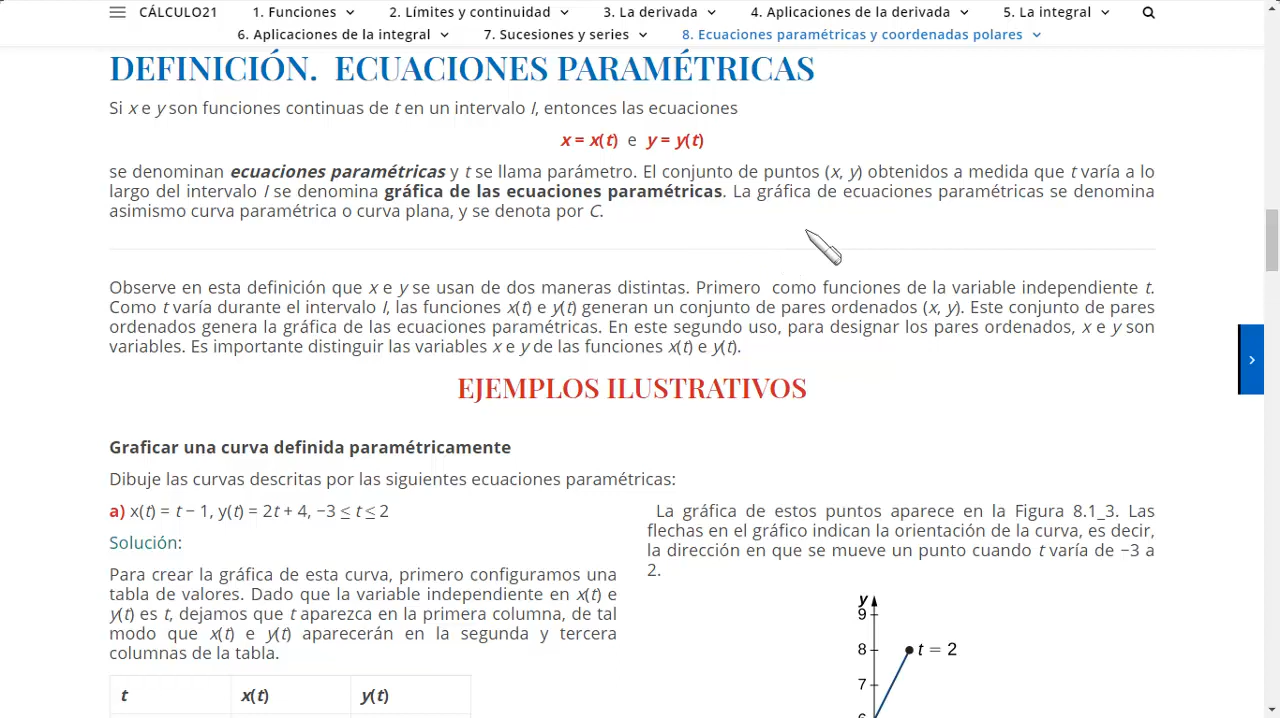 CÁLCULO21 1. Funciones 2. Límites y continuidad 3. La derivada 4. Aplicaciones de la derivada 5. La integral
6. Aplicaciones de la integral 7. Sucesiones y series 8. Ecuaciones paramétricas y coordenadas polares
DEFINICIÓN. ECUACIONES PARAMÉTRICAS
Si x e y son funciones continuas de t en un intervalo I, entonces las ecuaciones
x = x(t) e y = y(t)
se denominan ecuaciones paramétricas y t se llama parámetro. El conjunto de puntos (x, y) obtenidos a medida que t varía a lo
largo del intervalo I se denomina gráfica de las ecuaciones paramétricas. La gráfica de ecuaciones paramétricas se denomina
asimismo curva paramétrica o curva plana, y se denota por C.
Observe en esta definición que x e y se usan de dos maneras distintas. Primero como funciones de la variable independiente t.
Como t varía durante el intervalo I, las funciones x(t) e y(t) generan un conjunto de pares ordenados (x, y). Este conjunto de pares
ordenados genera la gráfica de las ecuaciones paramétricas. En este segundo uso, para designar los pares ordenados, x e y son
variables. Es importante distinguir las variables x e y de las funciones x(t) e y(t).
EJEMPLOS ILUSTRATIVOS
Graficar una curva definida paramétricamente
Dibuje las curvas descritas por las siguientes ecuaciones paramétricas:
a) x(t) = t − 1, y(t) = 2t + 4, −3 ≤ t ≤ 2
Solución:
Para crear la gráfica de esta curva, primero configuramos una
tabla de valores. Dado que la variable independiente en x(t) e
y(t) es t, dejamos que t aparezca en la primera columna, de tal
modo que x(t) e y(t) aparecerán en la segunda y tercera
columnas de la tabla.
t x(t) y(t)
La gráfica de estos puntos aparece en la Figura 8.1_3. Las
flechas en el gráfico indican la orientación de la curva, es decir,
la dirección en que se mueve un punto cuando t varía de −3 a
2.
y
9
8 t = 2
7